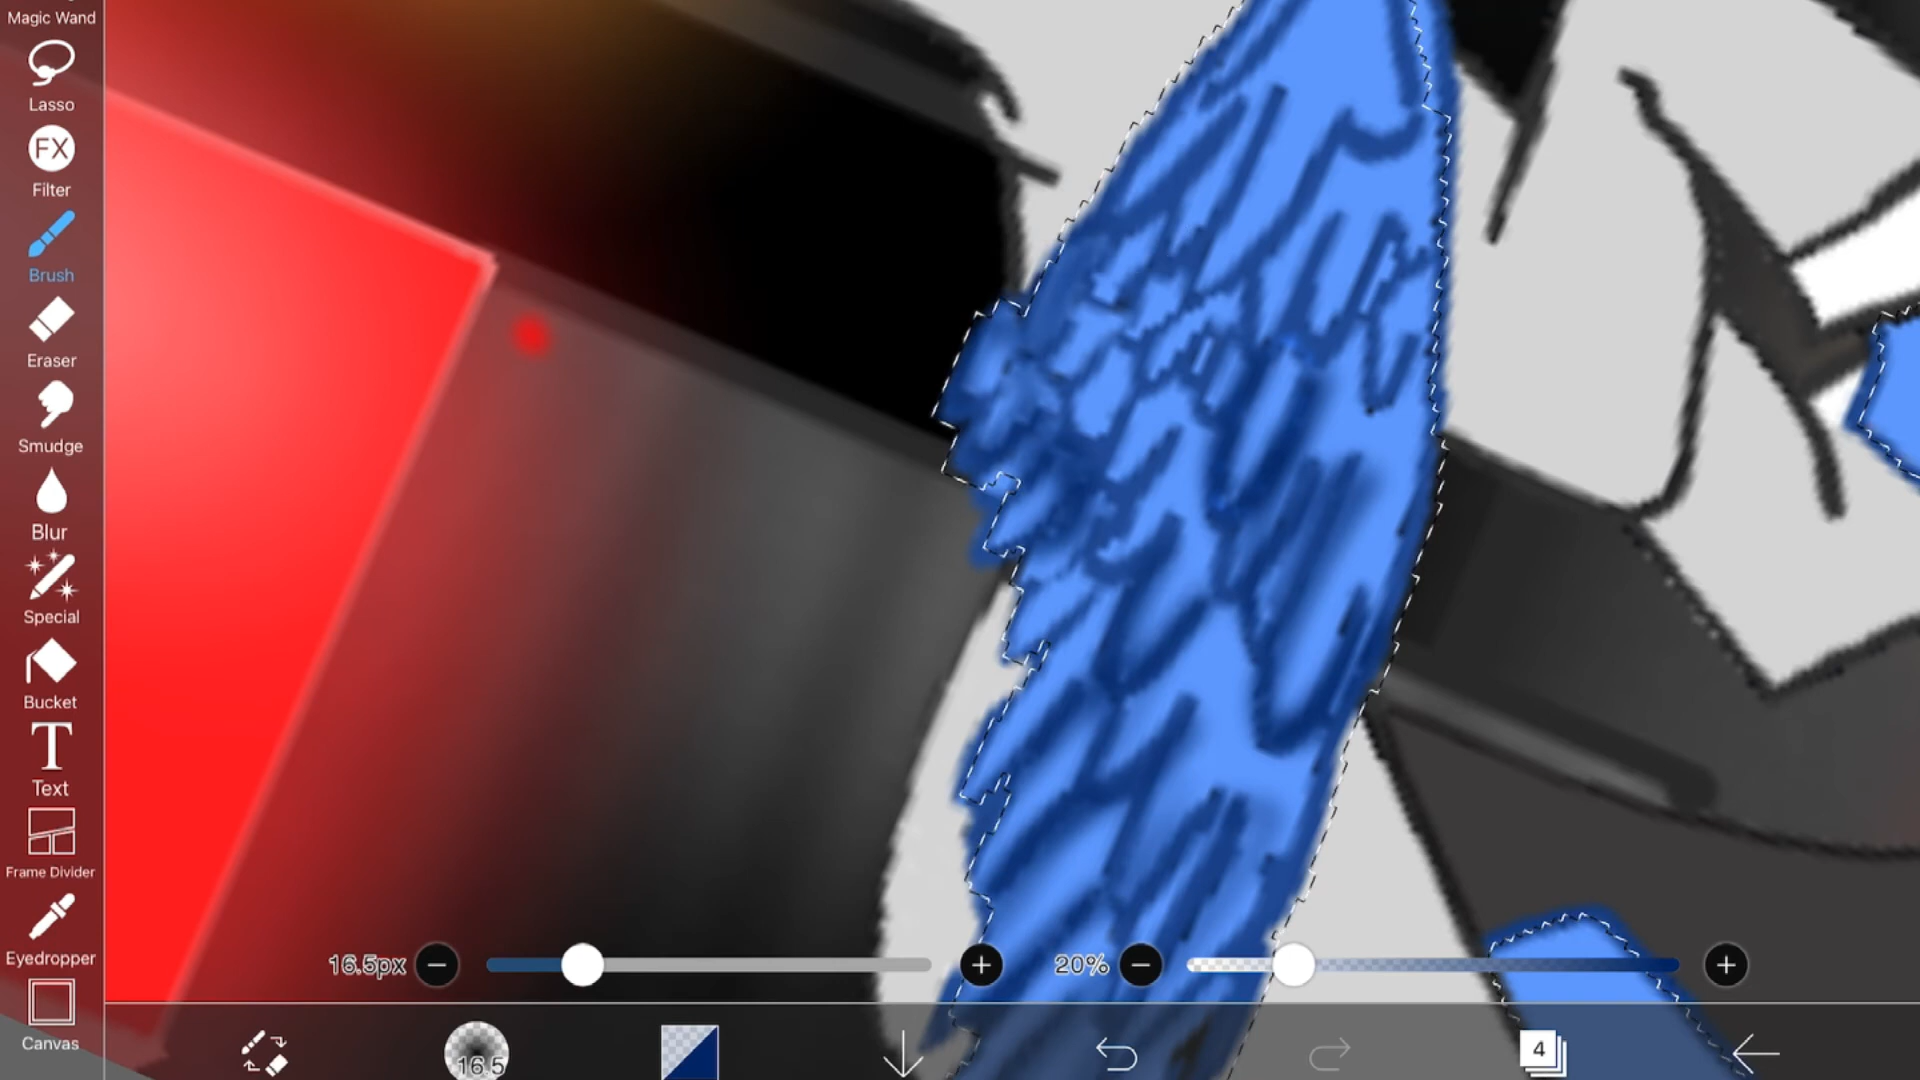 Magic Wand
Lasso
FX
Filter
Brush
Eraser
Smudge
Blur
Special
Bucket
T
Text
Frame Divider
Eyedropper
Canvas
16.5px
20%
16.5
4